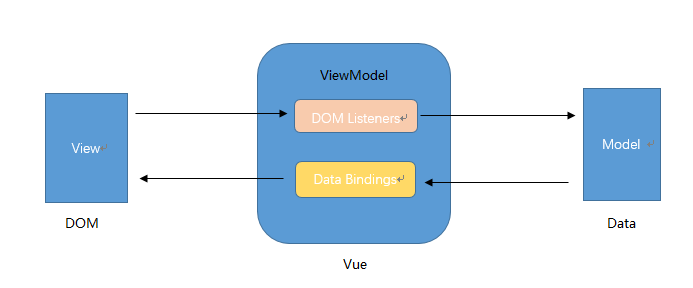 ViewModel
DOM Listeners
View
Model
Data Bindings
DOM
Data
Vue